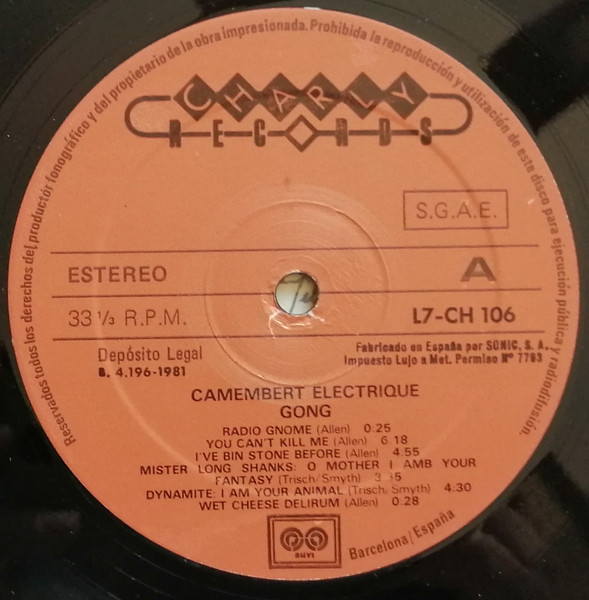 Reservados todos los derechos del productor fonográfico y del propietario de la obra impresionada. Prohibida la reproducción y utilización de este disco para ejecución pública y radiodifusión.
CHARLY
RECORDS
S.G.A.E.
ESTEREO
A
33 1/3 R.P.M.
L7-CH 106
Depósito Legal
B. 4.196-1981
Fabricado en España por SONIC, S. A.
Impuesto Lujo a Met. Permiso Nº 7793
CAMEMBERT ELECTRIQUE
GONG
RADIO GNOME (Allen) 0:25
YOU CAN'T KILL ME (Allen) 6:18
I'VE BIN STONE BEFORE (Allen) 4:55
MISTER LONG SHANKS: O MOTHER I AMB YOUR
FANTASY (Trisch/Smyth)
DYNAMITE: I AM YOUR ANIMAL (Trisch/Smyth) 4:30
WET CHEESE DELIRUM (Allen) 0:28
Barcelona/España